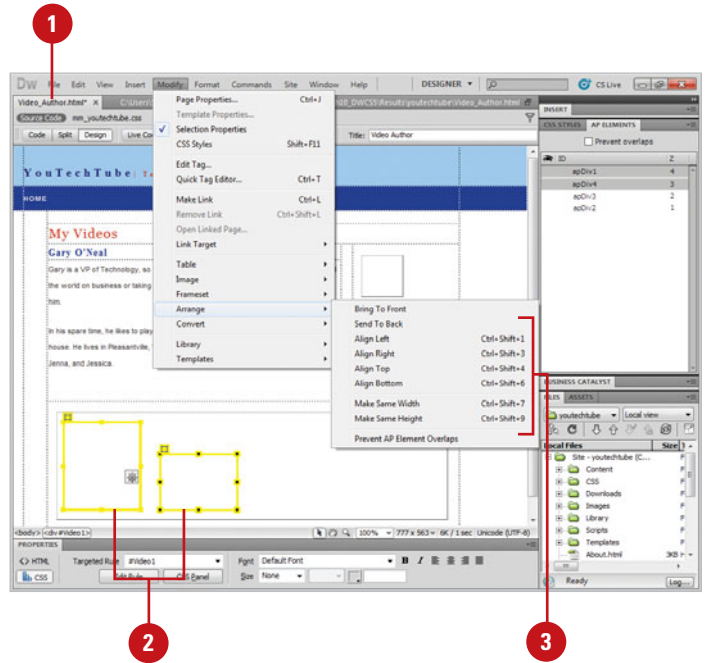 1
DW File Edit View Insert Modify Format Commands Site Window Help DESIGNER CS Live
Video_Author.html* × DWCS5\Results\youtechtube\Video_Author.html
Source Code mm_youtechtube.css
Code Split Design Title: Video Author
YouTechTube
HOME
My Videos
Gary O'Neal
Gary is a VP of Technology, so
the world on business or taking
him.
In his spare time, he likes to play
house. He lives in Pleasantville,
Jenna, and Jessica.
Page Properties... Ctrl+J
Template Properties...
Selection Properties
CSS Styles Shift+F11
Edit Tag...
Quick Tag Editor... Ctrl+T
Make Link Ctrl+L
Remove Link Ctrl+Shift+L
Open Linked Page...
Link Target
Table
Image
Frameset
Arrange
Convert
Library
Templates
Bring To Front
Send To Back
Align Left Ctrl+Shift+1
Align Right Ctrl+Shift+3
Align Top Ctrl+Shift+4
Align Bottom Ctrl+Shift+6
Make Same Width Ctrl+Shift+7
Make Same Height Ctrl+Shift+9
Prevent AP Element Overlaps
INSERT
CSS STYLES AP ELEMENTS
Prevent overlaps
ID Z
apDiv1 4
apDiv4 3
apDiv3 2
apDiv2 1
BUSINESS CATALYST
FILES ASSETS
youtechtube Local view
Local Files Size
Site - youtechtube (C...
Content
CSS
Downloads
Images
Library
Scripts
Templates
About.html 3KB
Ready Log...
<body> <div#Video1> 100% 777 x 563 6K / 1 sec Unicode (UTF-8)
PROPERTIES
<> HTML Targeted Rule #Video1 Font Default Font B I
CSS Edit Rule CSS Panel Size None
2
3